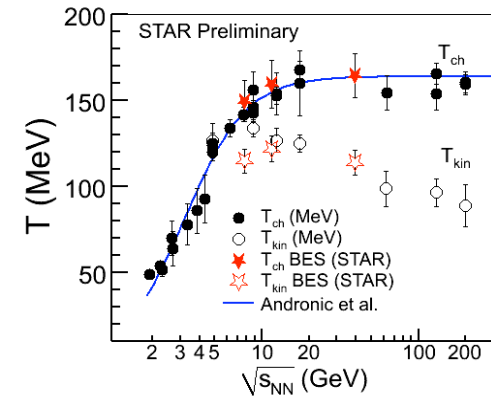 STAR Preliminary
T_ch
T_kin
T (MeV)
200
150
100
50
T_ch (MeV)
T_kin (MeV)
T_ch BES (STAR)
T_kin BES (STAR)
Andronic et al.
2 3 4 5 10 20 100 200
√s_NN (GeV)